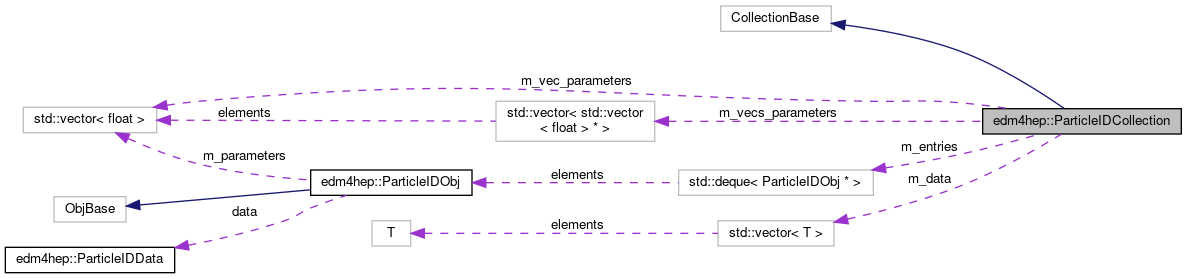 CollectionBase
m_vec_parameters
std::vector< float >
elements
std::vector< std::vector
< float > * >
m_vecs_parameters
edm4hep::ParticleIDCollection
m_parameters
m_entries
edm4hep::ParticleIDObj
elements
std::deque< ParticleIDObj * >
m_data
ObjBase
data
T
elements
std::vector< T >
edm4hep::ParticleIDData